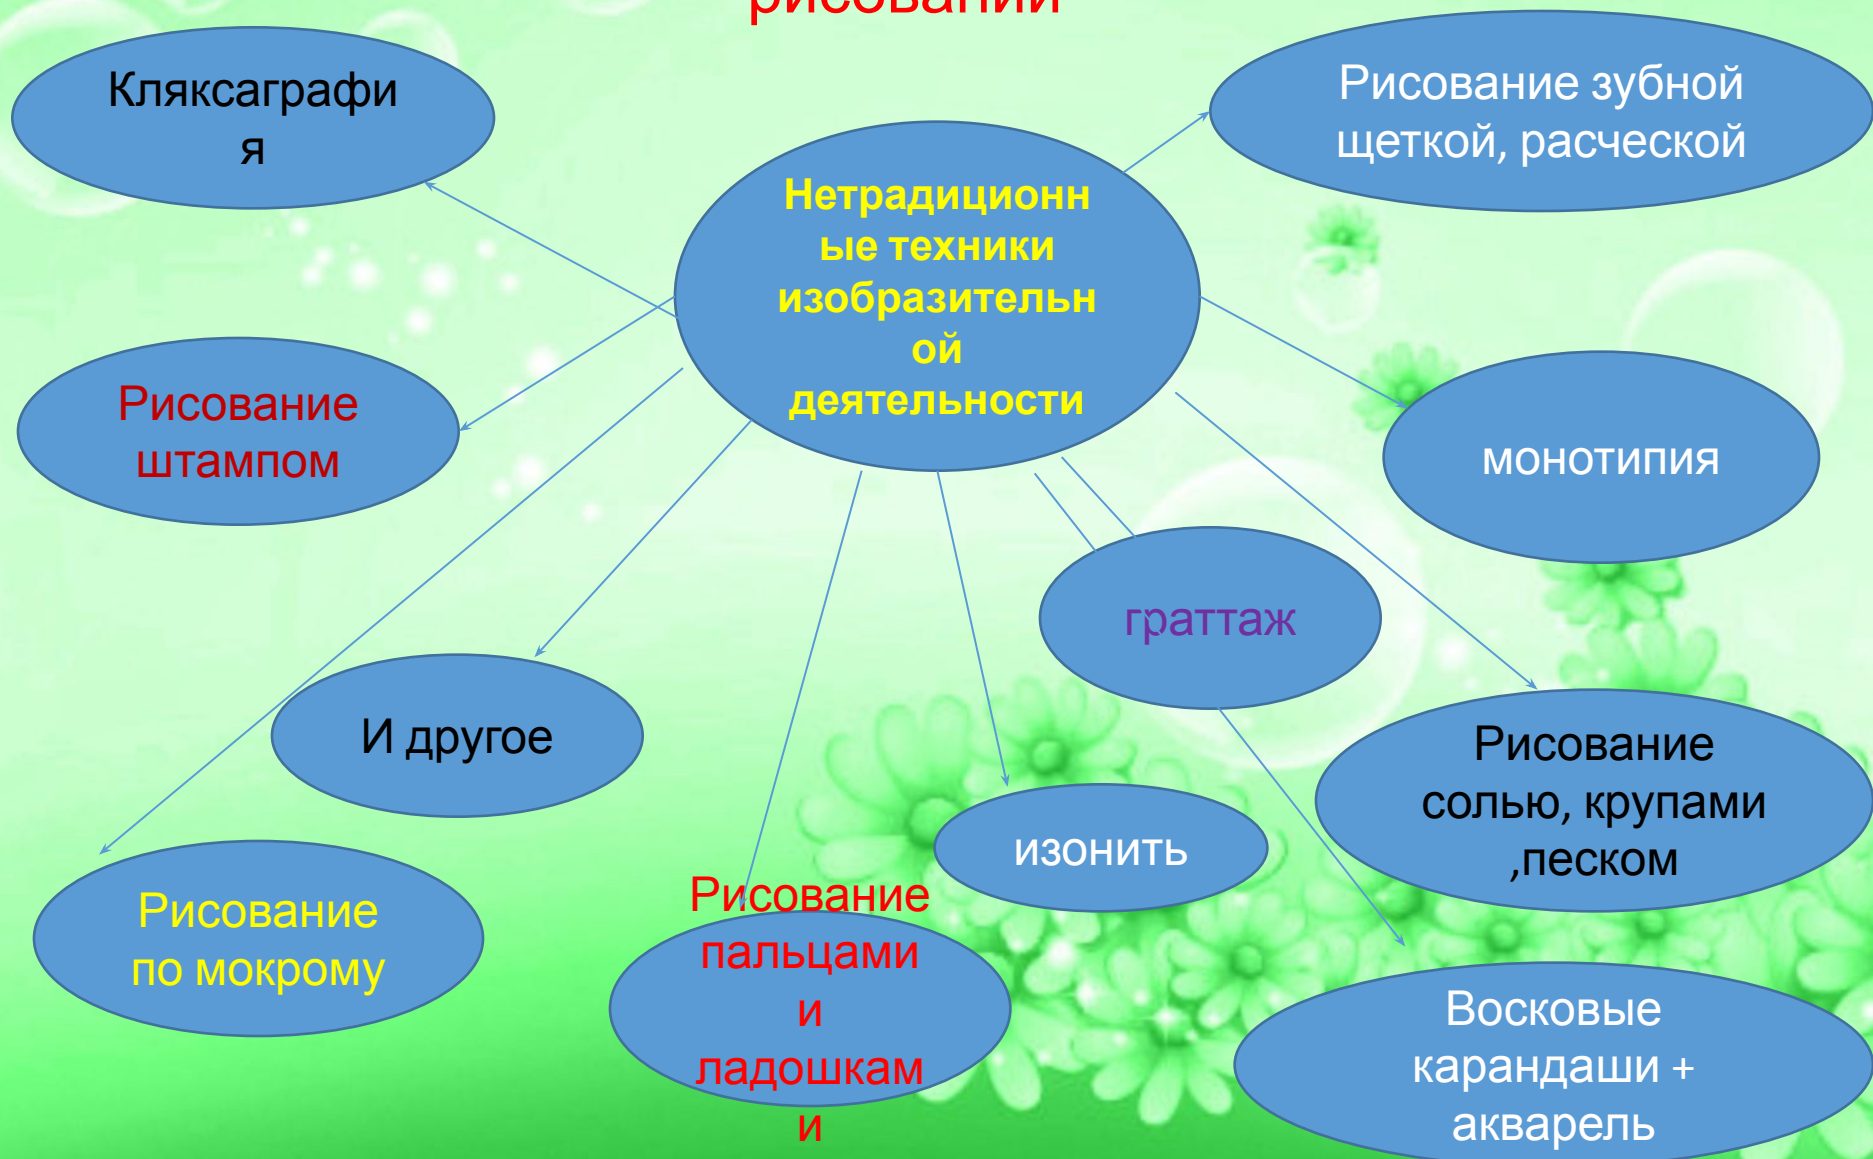 рисовании
Кляксаграфи
я
Рисование зубной
щеткой, расческой
Нетрадиционн
ые техники
изобразительн
ой
деятельности
Рисование
штампом
монотипия
граттаж
И другое
Рисование
солью, крупами
,песком
изонить
Рисование
по мокрому
Рисование
пальцами
и
ладошкам
и
Восковые
карандаши +
акварель